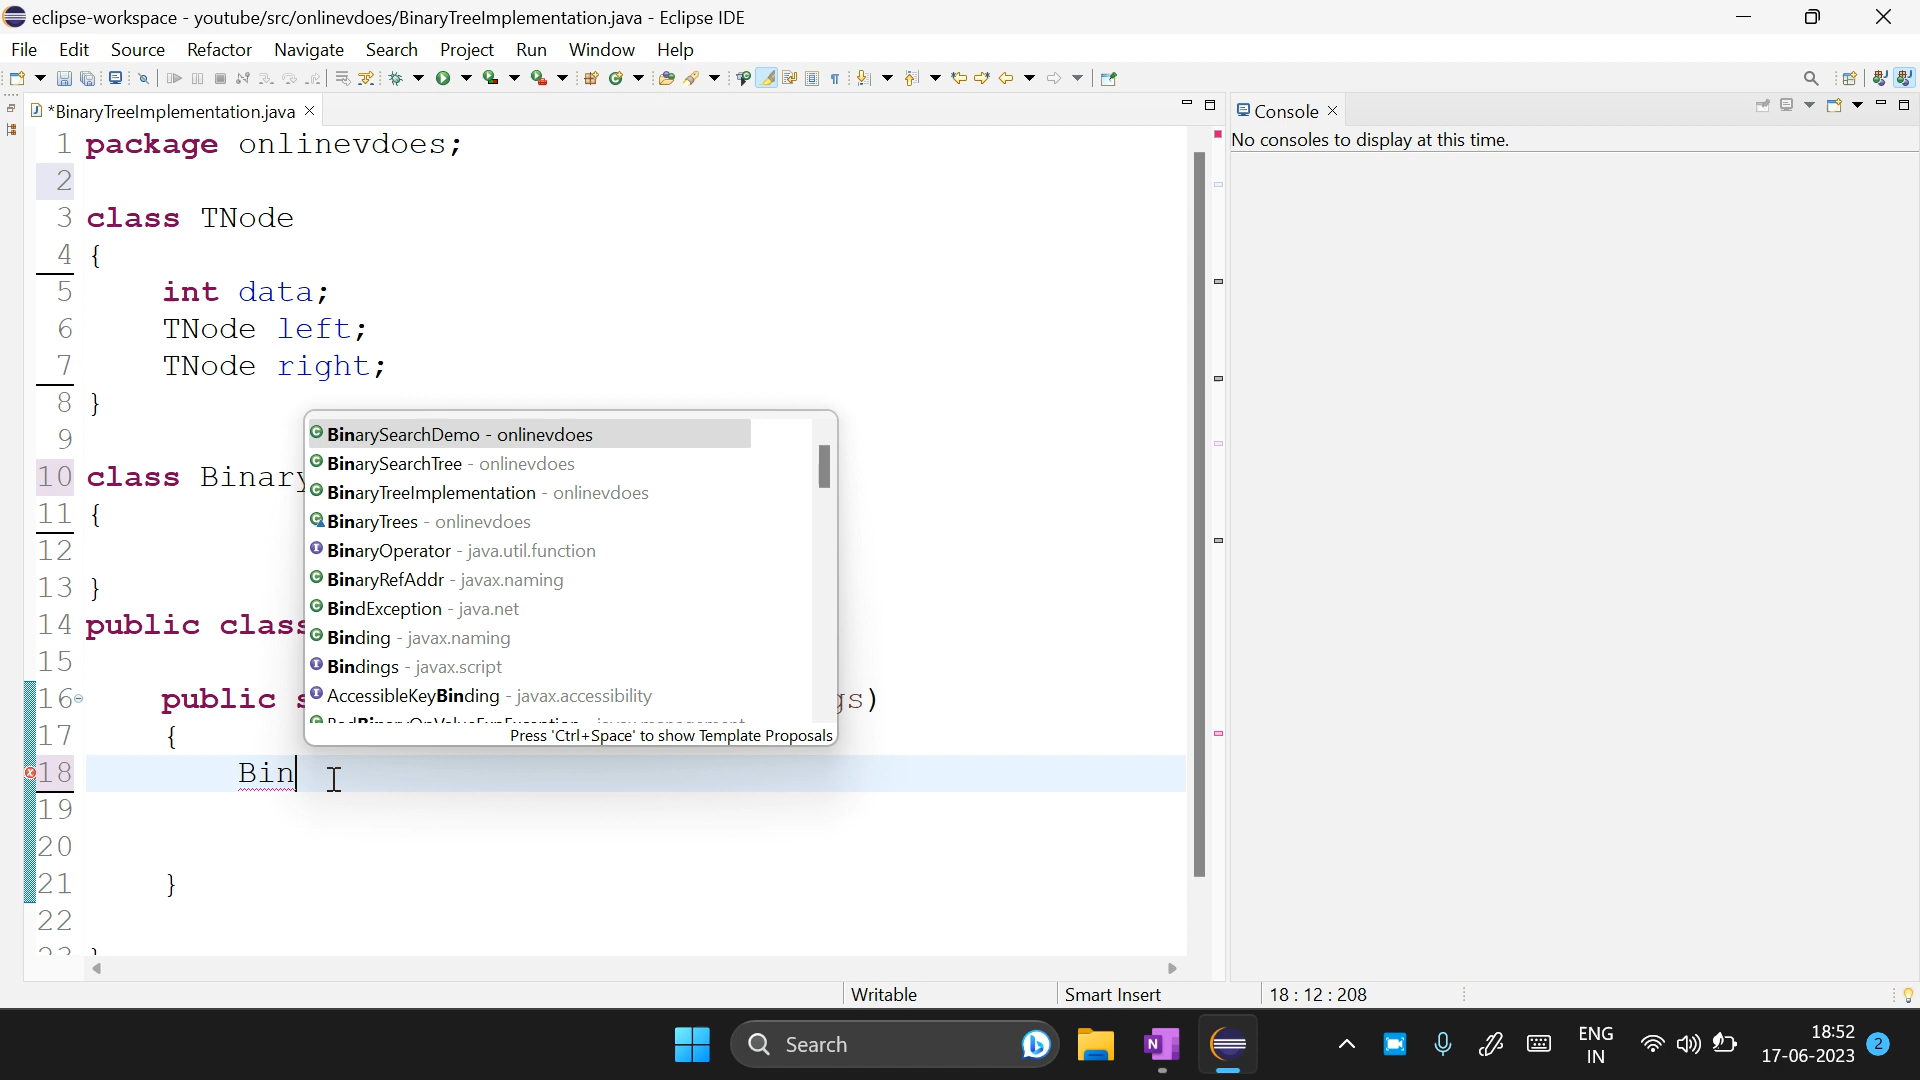 eclipse-workspace - youtube/src/onlinevdoes/BinaryTreeImplementation.java - Eclipse IDE
File Edit Source Refactor Navigate Search Project Run Window Help
*BinaryTreeImplementation.java
Console
No consoles to display at this time.
1 package onlinevdoes;
2
3 class TNode
4 {
5 int data;
6 TNode left;
7 TNode right;
8 }
9
10 class Binary
11 {
12
13 }
14 public class
15
16 public gs)
17 {
18 Bin
19
20
21 }
22
23 }
BinarySearchDemo - onlinevdoes
BinarySearchTree - onlinevdoes
BinaryTreeImplementation - onlinevdoes
BinaryTrees - onlinevdoes
BinaryOperator - java.util.function
BinaryRefAddr - javax.naming
BindException - java.net
Binding - javax.naming
Bindings - javax.script
AccessibleKeyBinding - javax.accessibility
Press 'Ctrl+Space' to show Template Proposals
Writable Smart Insert 18 : 12 : 208
Search
ENG
IN
18:52
17-06-2023
2